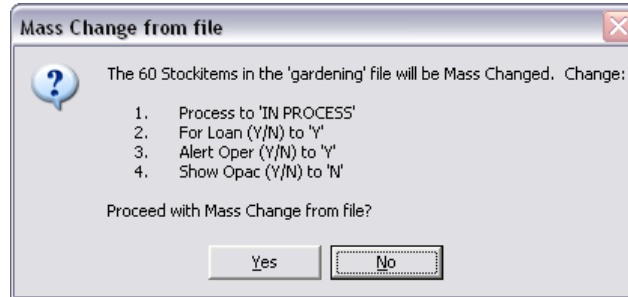 Mass Change from file
The 60 Stockitems in the 'gardening' file will be Mass Changed. Change:
1. Process to 'IN PROCESS'
2. For Loan (Y/N) to 'Y'
3. Alert Oper (Y/N) to 'Y'
4. Show Opac (Y/N) to 'N'
Proceed with Mass Change from file?
Yes No